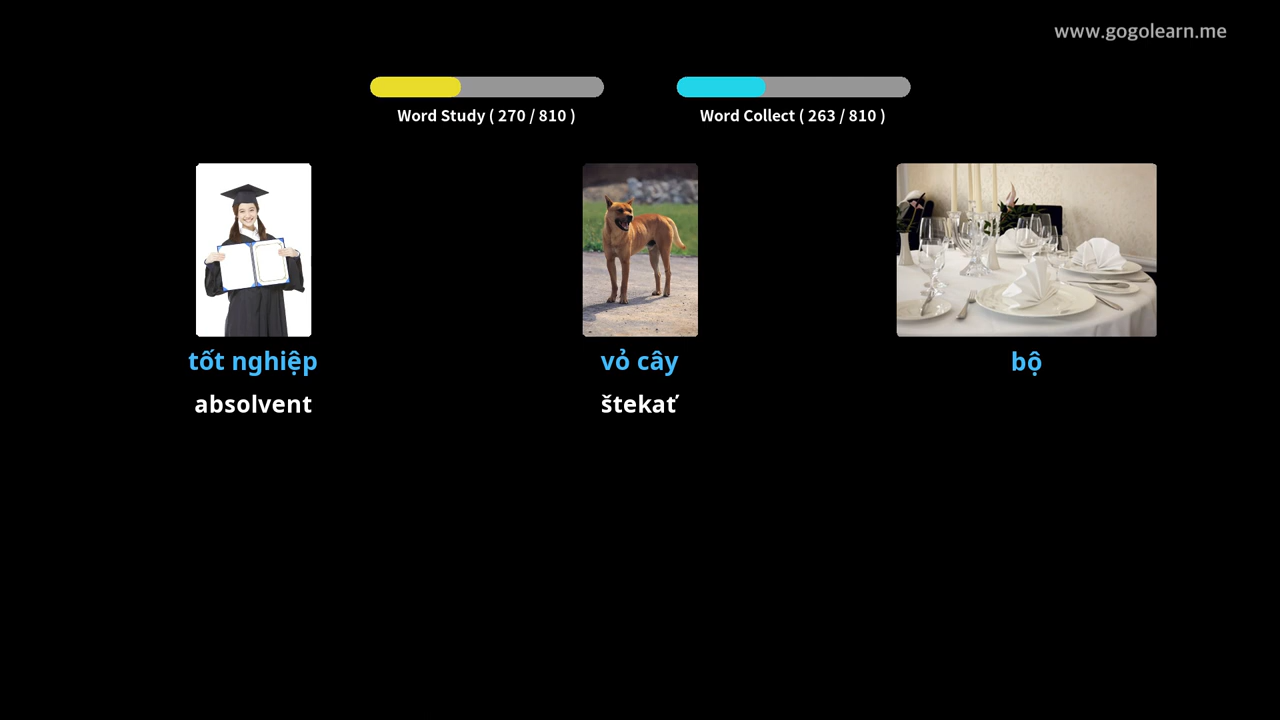 www.gogolearn.me
Word Study ( 270 / 810 )
Word Collect ( 263 / 810 )
tốt nghiệp
absolvent
vỏ cây
štekať
bộ